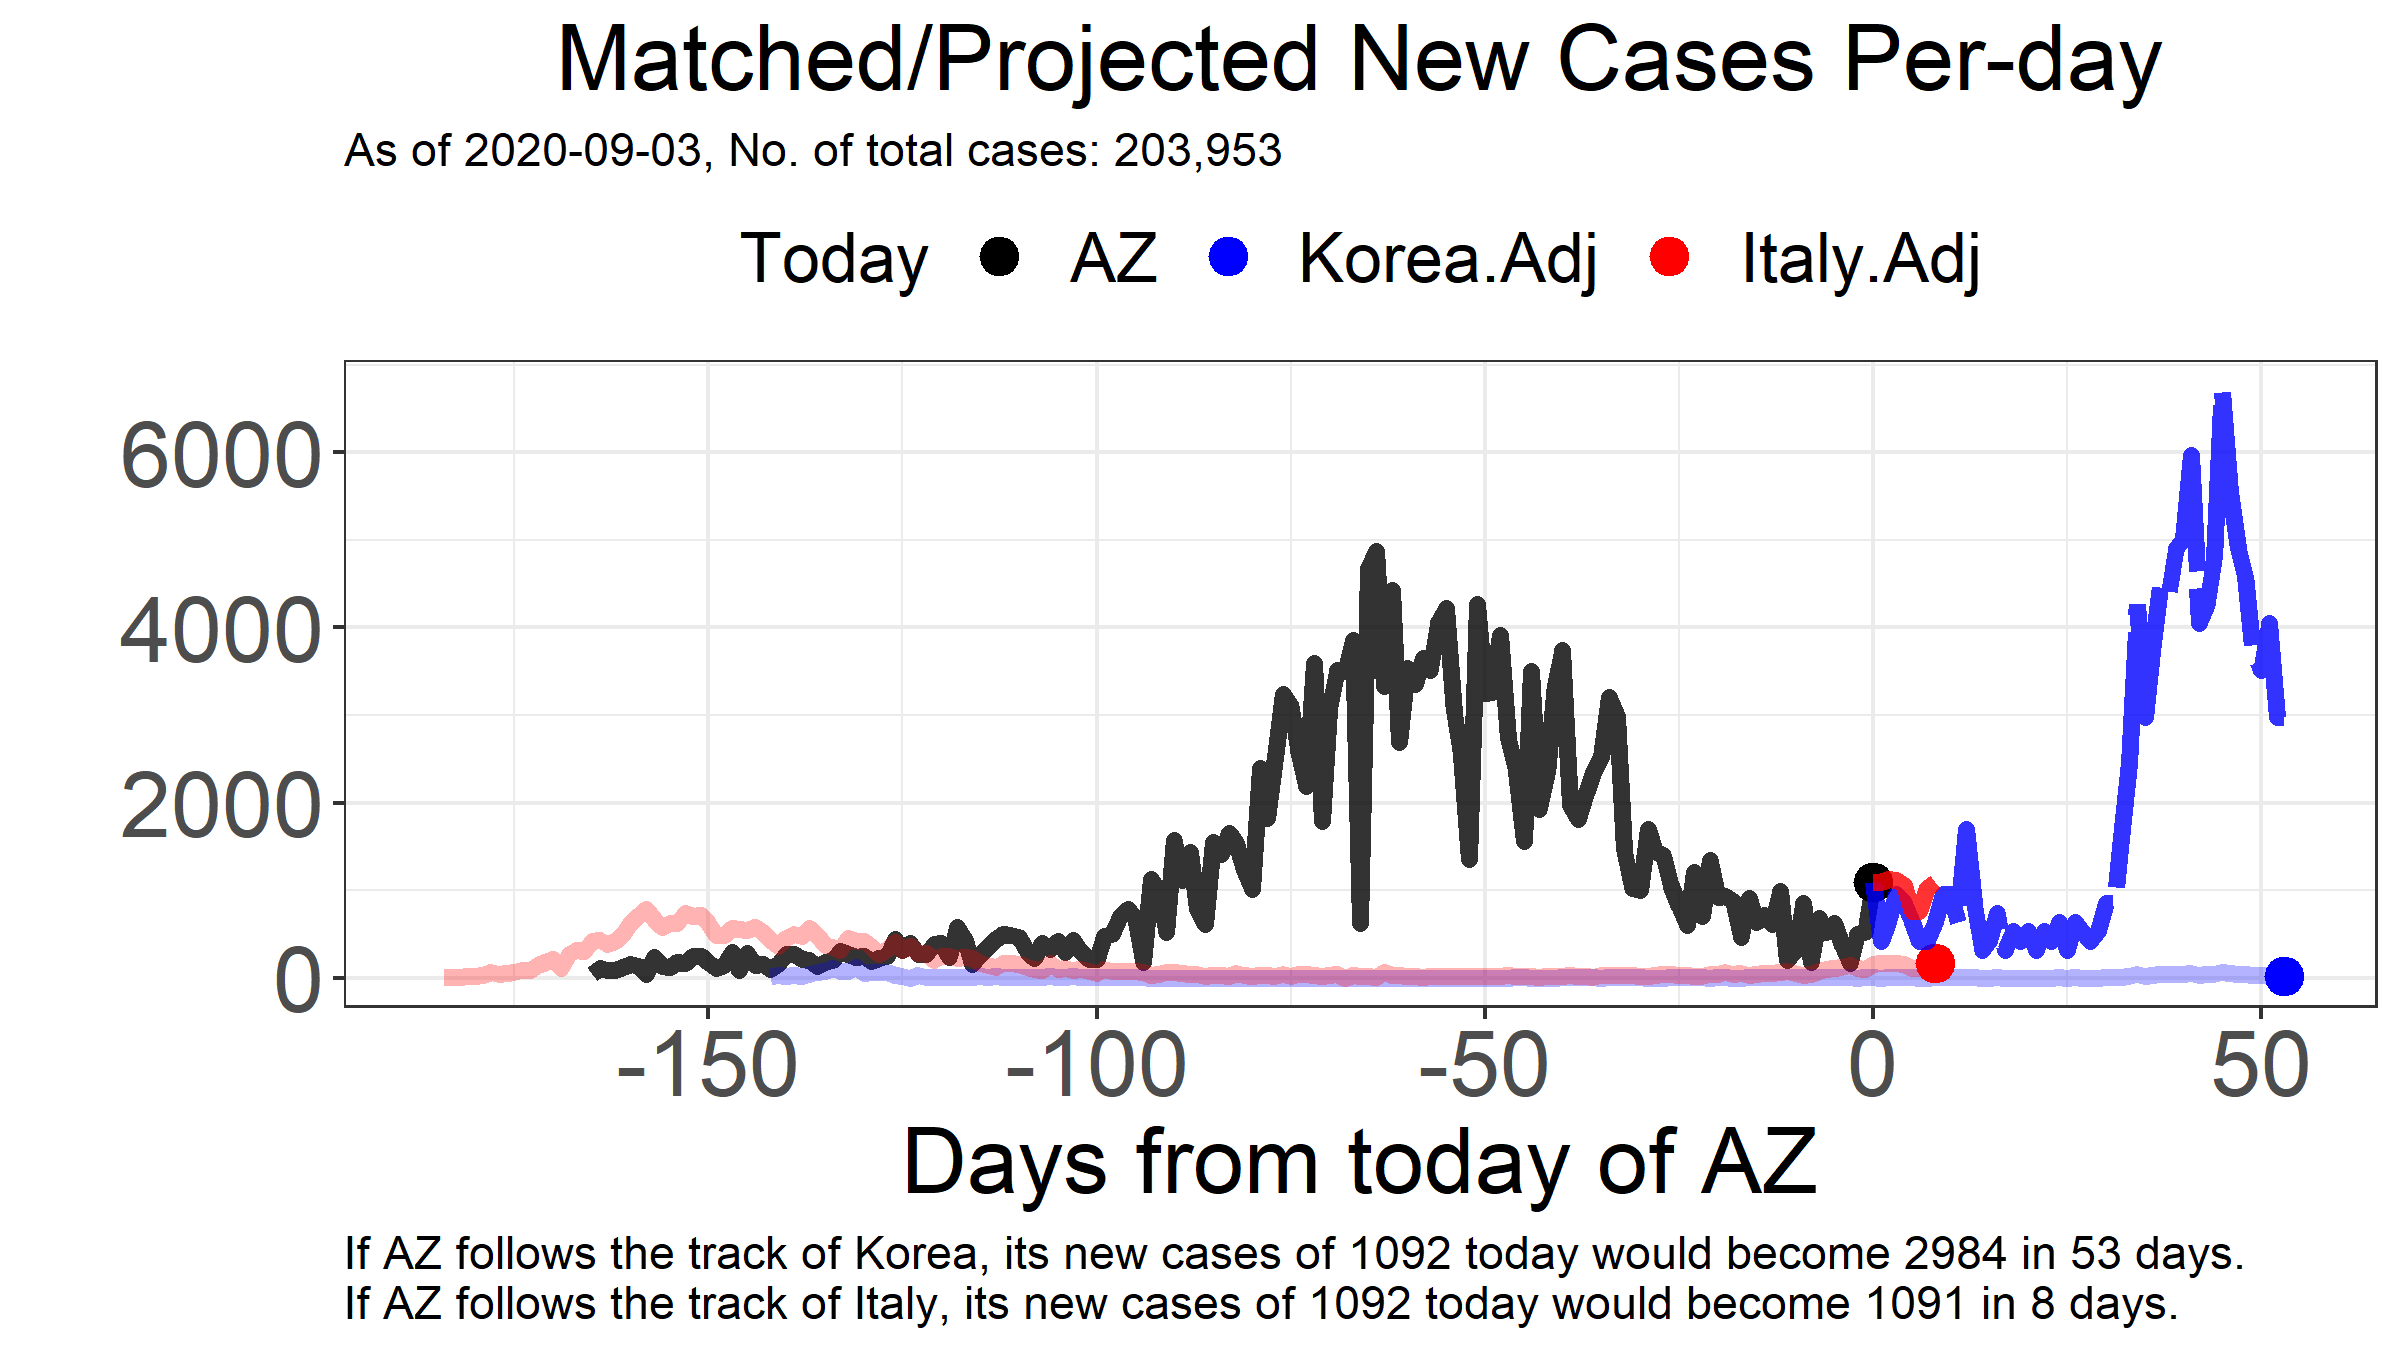 Matched/Projected New Cases Per-day
As of 2020-09-03, No. of total cases: 203,953
Today AZ Korea.Adj Italy.Adj
6000
4000
2000
0
-150 -100 -50 0 50
Days from today of AZ
If AZ follows the track of Korea, its new cases of 1092 today would become 2984 in 53 days.
If AZ follows the track of Italy, its new cases of 1092 today would become 1091 in 8 days.